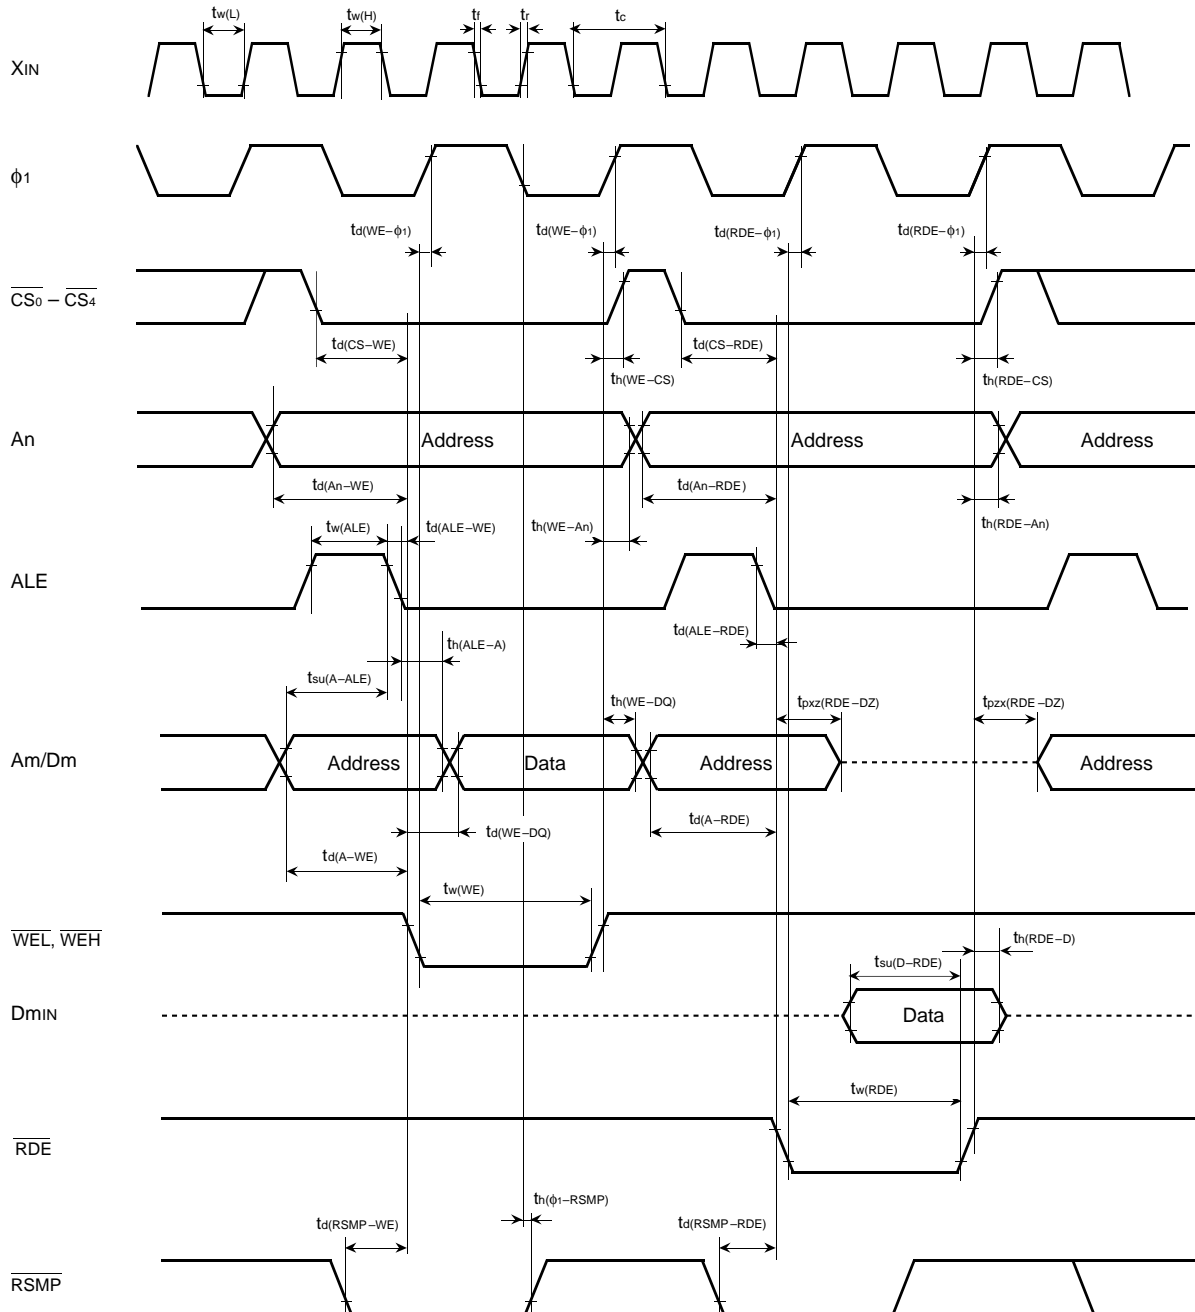 tw(L) tw(H) tf tr tc
XIN
ϕ1
td(WE–ϕ1) td(WE–ϕ1) td(RDE–ϕ1) td(RDE–ϕ1)
CS0 – CS4
td(CS–WE) td(CS–RDE)
th(WE–CS) th(RDE–CS)
An Address Address Address
td(An–WE) td(An–RDE)
tw(ALE) td(ALE–WE) th(WE–An) th(RDE–An)
ALE
td(ALE–RDE)
th(ALE–A)
tsu(A–ALE)
th(WE–DQ) tpxz(RDE–DZ) tpzx(RDE–DZ)
Am/Dm Address Data Address Address
td(WE–DQ) td(A–RDE)
td(A–WE)
tw(WE)
WEL, WEH
th(RDE–D)
tsu(D–RDE)
DmIN Data
tw(RDE)
RDE
th(ϕ1–RSMP)
td(RSMP–WE) td(RSMP–RDE)
RSMP